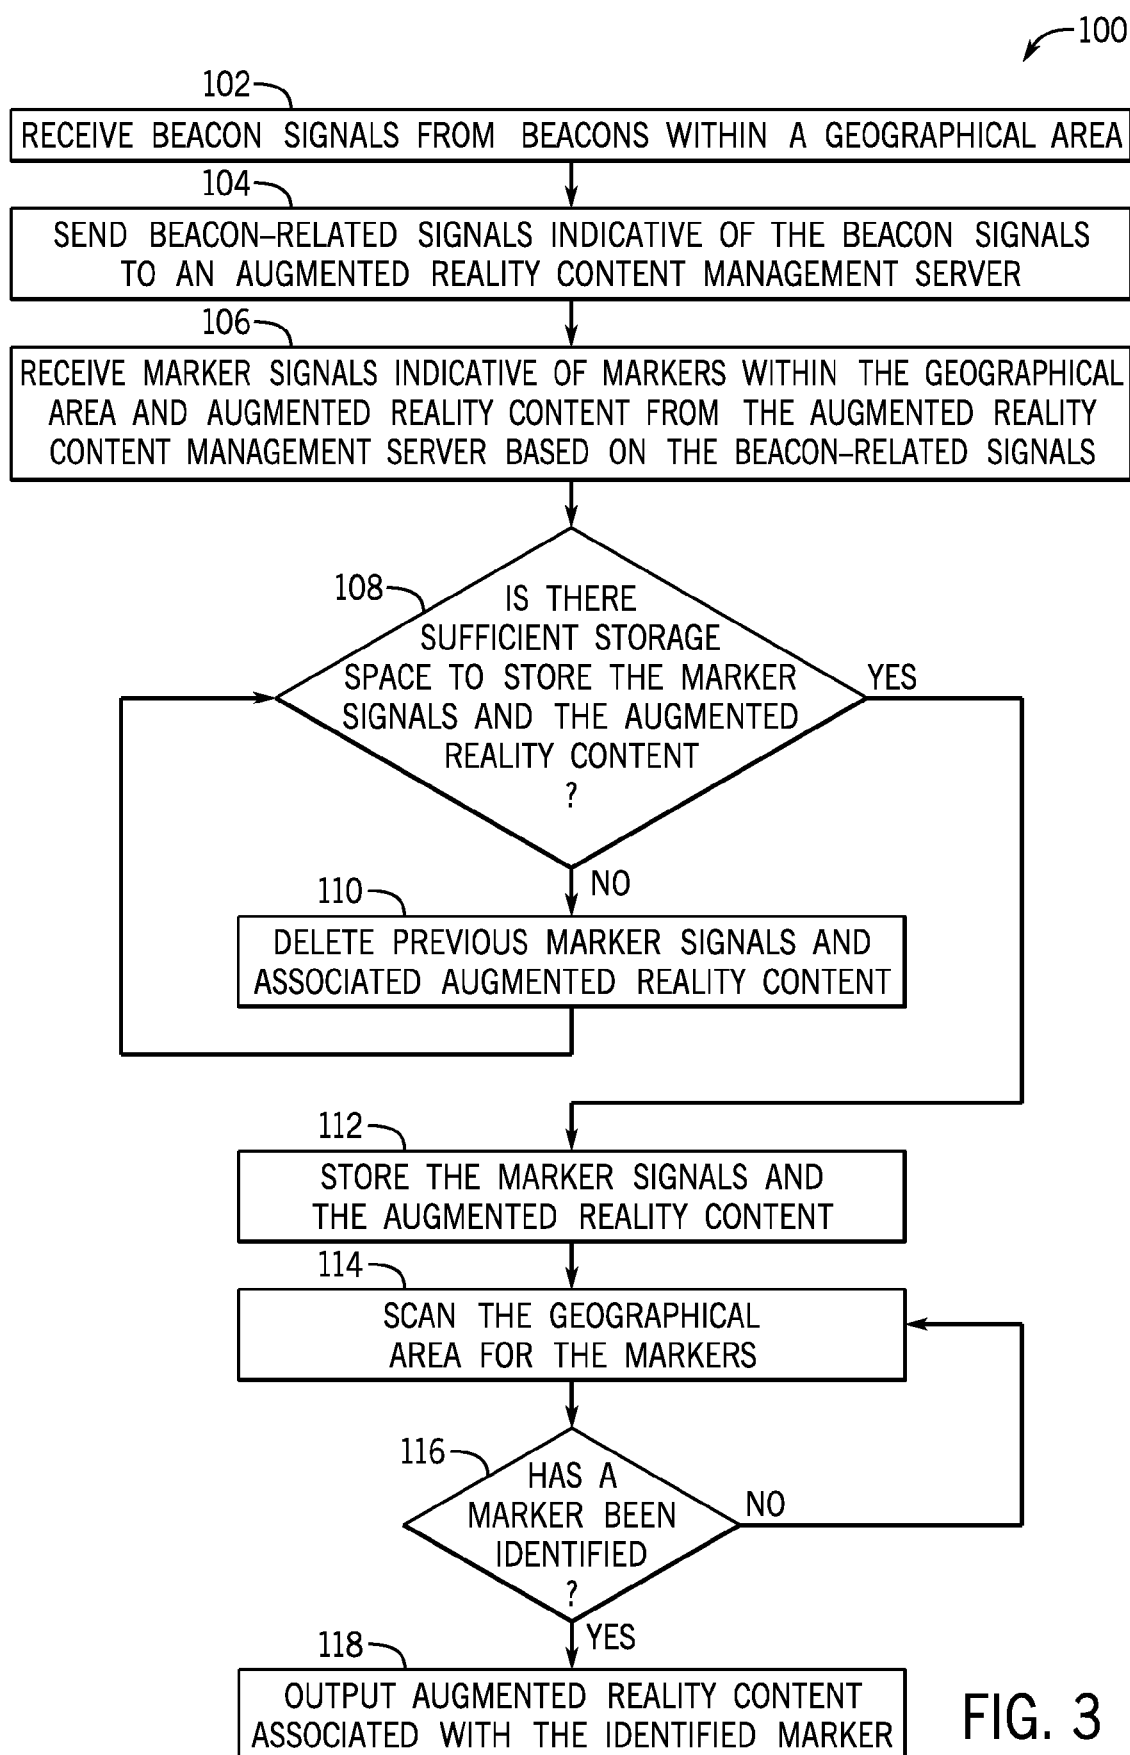 100
102
RECEIVE BEACON SIGNALS FROM BEACONS WITHIN A GEOGRAPHICAL AREA
104
SEND BEACON–RELATED SIGNALS INDICATIVE OF THE BEACON SIGNALS
TO AN AUGMENTED REALITY CONTENT MANAGEMENT SERVER
106
RECEIVE MARKER SIGNALS INDICATIVE OF MARKERS WITHIN THE GEOGRAPHICAL
AREA AND AUGMENTED REALITY CONTENT FROM THE AUGMENTED REALITY
CONTENT MANAGEMENT SERVER BASED ON THE BEACON–RELATED SIGNALS
108
IS THERE
SUFFICIENT STORAGE
SPACE TO STORE THE MARKER
SIGNALS AND THE AUGMENTED
REALITY CONTENT
?
YES
NO
110
DELETE PREVIOUS MARKER SIGNALS AND
ASSOCIATED AUGMENTED REALITY CONTENT
112
STORE THE MARKER SIGNALS AND
THE AUGMENTED REALITY CONTENT
114
SCAN THE GEOGRAPHICAL
AREA FOR THE MARKERS
116
HAS A
MARKER BEEN
IDENTIFIED
?
NO
YES
118
OUTPUT AUGMENTED REALITY CONTENT
ASSOCIATED WITH THE IDENTIFIED MARKER
FIG. 3